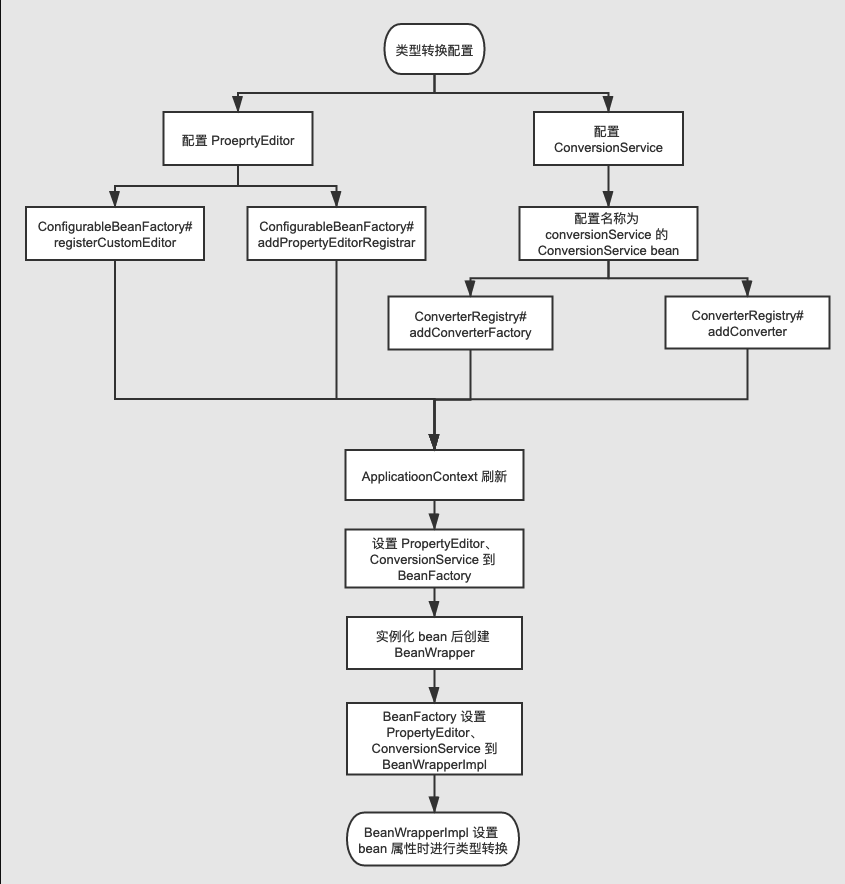 类型转换配置
配置 ProeprtyEditor
配置
ConversionService
ConfigurableBeanFactory#
registerCustomEditor
ConfigurableBeanFactory#
addPropertyEditorRegistrar
配置名称为
conversionService 的
ConversionService bean
ConverterRegistry#
addConverterFactory
ConverterRegistry#
addConverter
ApplicatioonContext 刷新
设置 PropertyEditor、
ConversionService 到
BeanFactory
实例化 bean 后创建
BeanWrapper
BeanFactory 设置
PropertyEditor、
ConversionService 到
BeanWrapperImpl
BeanWrapperImpl 设置
bean 属性时进行类型转换